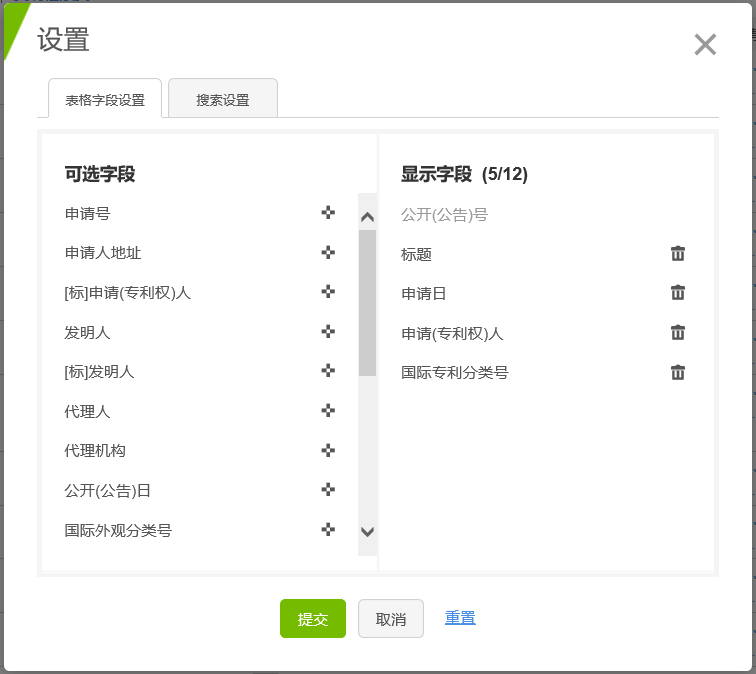 设置
表格字段设置
搜索设置
可选字段
申请号
申请人地址
[标]申请(专利权)人
发明人
[标]发明人
代理人
代理机构
公开(公告)日
国际外观分类号
显示字段 (5/12)
公开(公告)号
标题
申请日
申请(专利权)人
国际专利分类号
提交
取消
重置